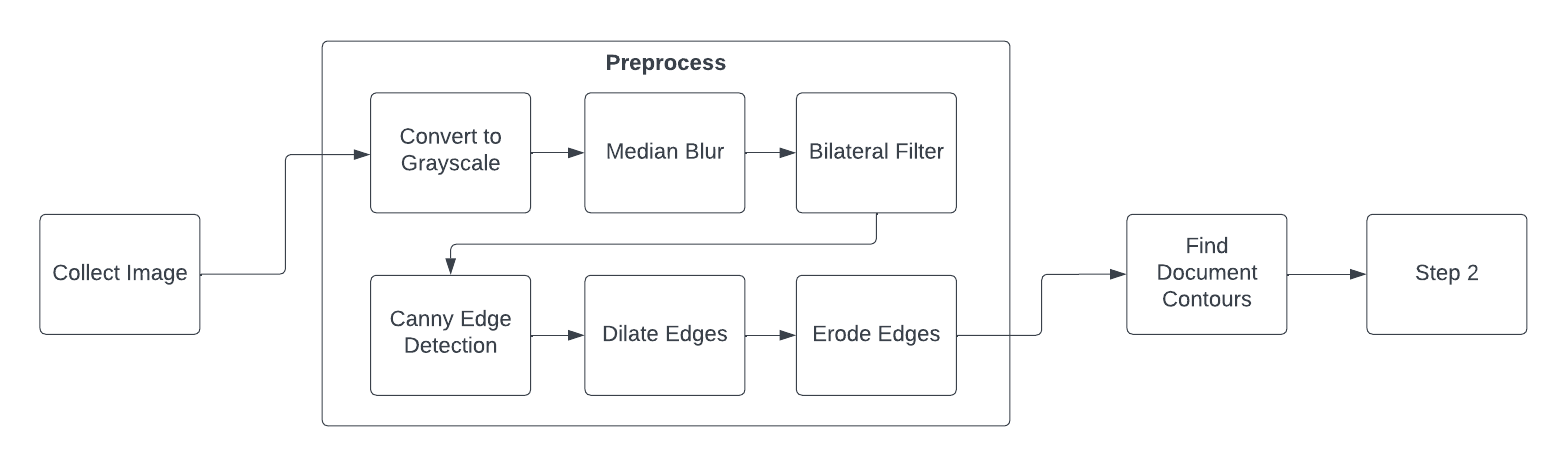 Preprocess
Convert to
Grayscale
Median Blur
Bilateral Filter
Collect Image
Canny Edge
Detection
Dilate Edges
Erode Edges
Find
Document
Contours
Step 2